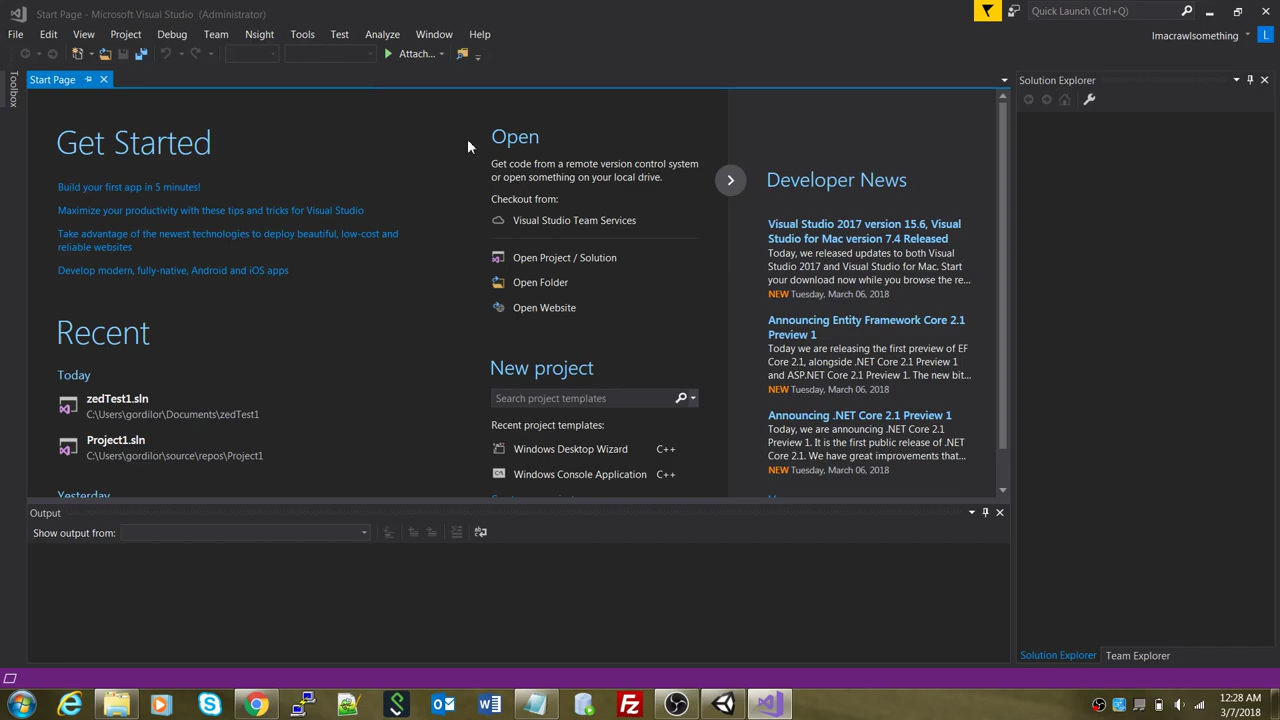 Start Page - Microsoft Visual Studio (Administrator)
Quick Launch (Ctrl+Q)
File Edit View Project Debug Team Nsight Tools Test Analyze Window Help
Imacrawlsomething
L
Attach...
Toolbox
Start Page
Get Started
Build your first app in 5 minutes!
Maximize your productivity with these tips and tricks for Visual Studio
Take advantage of the newest technologies to deploy beautiful, low-cost and
reliable websites
Develop modern, fully-native, Android and iOS apps
Recent
Today
zedTest1.sln
C:\Users\gordilor\Documents\zedTest1
Project1.sln
C:\Users\gordilor\source\repos\Project1
Yesterday
Open
Get code from a remote version control system
or open something on your local drive.
Checkout from:
Visual Studio Team Services
Open Project / Solution
Open Folder
Open Website
New project
Search project templates
Recent project templates:
Windows Desktop Wizard C++
Windows Console Application C++
Developer News
Visual Studio 2017 version 15.6, Visual
Studio for Mac version 7.4 Released
Today, we released updates to both Visual
Studio 2017 and Visual Studio for Mac. Start
your download now while you browse the re...
NEW Tuesday, March 06, 2018
Announcing Entity Framework Core 2.1
Preview 1
Today we are releasing the first preview of EF
Core 2.1, alongside .NET Core 2.1 Preview 1
and ASP.NET Core 2.1 Preview 1. The new bit...
NEW Tuesday, March 06, 2018
Announcing .NET Core 2.1 Preview 1
Today, we are announcing .NET Core 2.1
Preview 1. It is the first public release of .NET
Core 2.1. We have great improvements that...
NEW Tuesday, March 06, 2018
Solution Explorer
Output
Show output from:
Solution Explorer
Team Explorer
12:28 AM
3/7/2018